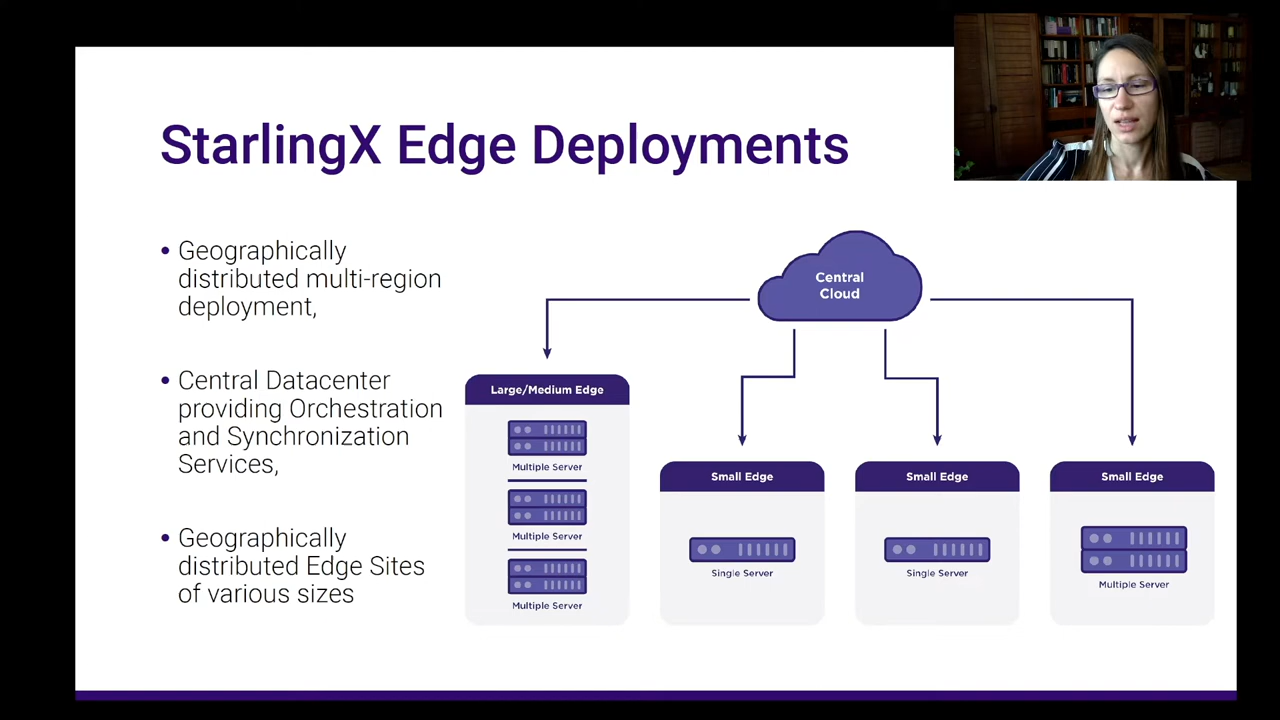 StarlingX Edge Deployments
• Geographically
distributed multi-region
deployment,
• Central Datacenter
providing Orchestration
and Synchronization
Services,
• Geographically
distributed Edge Sites
of various sizes
Central
Cloud
Large/Medium Edge
Multiple Server
Multiple Server
Multiple Server
Small Edge
Single Server
Small Edge
Single Server
Small Edge
Multiple Server